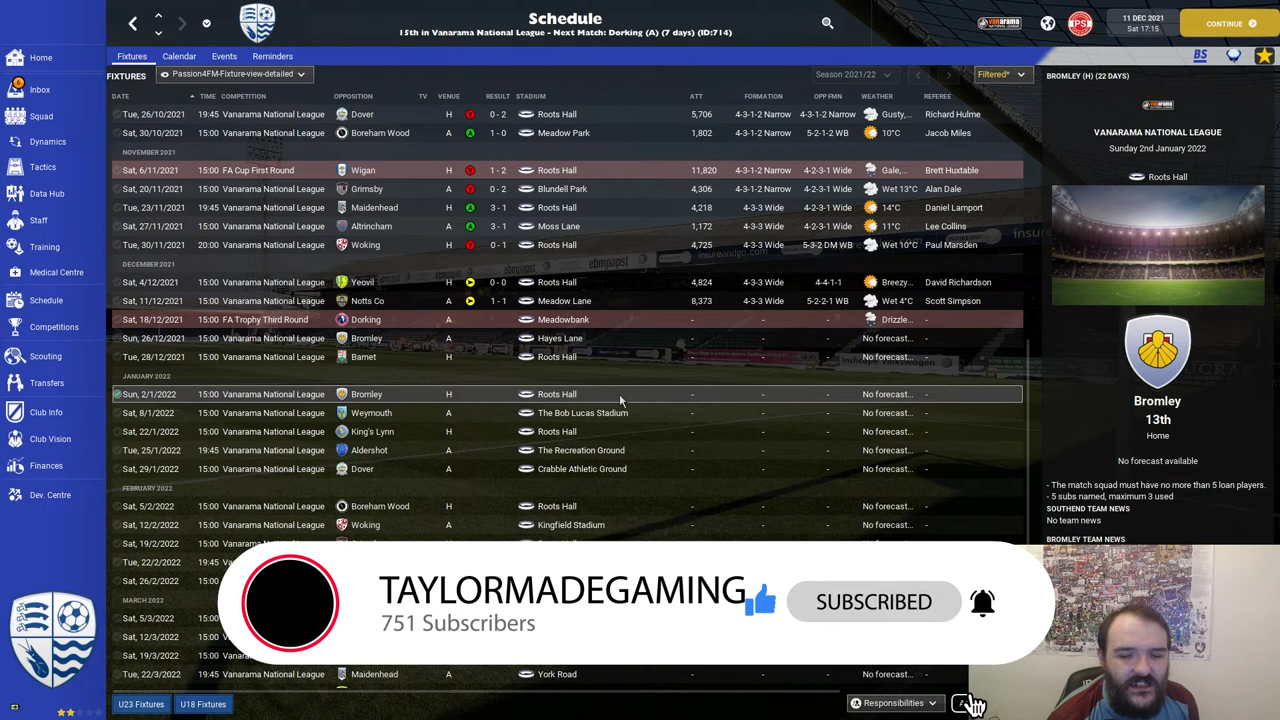 Schedule
15th in Vanarama National League - Next Match: Dorking (A) (7 days) (ID:714)
11 DEC 2021
Sat 17:15
CONTINUE
Home
Inbox
Squad
Dynamics
Tactics
Data Hub
Staff
Training
Medical Centre
Schedule
Competitions
Scouting
Transfers
Club Info
Club Vision
Finances
Dev. Centre
Fixtures Calendar Events Reminders
FIXTURES Passion4FM-Fixture-view-detailed Season 2021/22 Filtered*
DATE TIME COMPETITION OPPOSITION TV VENUE RESULT STADIUM ATT FORMATION OPP FMN WEATHER REFEREE
Tue, 26/10/2021 19:45 Vanarama National League Dover H 0 - 2 Roots Hall 5,706 4-3-1-2 Narrow 4-3-1-2 Narrow Gusty,... Richard Hulme
Sat, 30/10/2021 15:00 Vanarama National League Boreham Wood A 1 - 0 Meadow Park 1,802 4-3-1-2 Narrow 5-2-1-2 WB 10°C Jacob Miles
NOVEMBER 2021
Sat, 6/11/2021 15:00 FA Cup First Round Wigan H 1 - 2 Roots Hall 11,820 4-3-1-2 Narrow 4-2-3-1 Wide Gale,... Brett Huxtable
Sat, 20/11/2021 15:00 Vanarama National League Grimsby A 0 - 2 Blundell Park 4,306 4-3-1-2 Narrow 4-2-3-1 Wide Wet 13°C Alan Dale
Tue, 23/11/2021 19:45 Vanarama National League Maidenhead H 3 - 1 Roots Hall 4,218 4-3-3 Wide 4-2-3-1 Wide 14°C Daniel Lamport
Sat, 27/11/2021 15:00 Vanarama National League Altrincham A 3 - 1 Moss Lane 1,172 4-3-3 Wide 4-2-3-1 Wide 11°C Lee Collins
Tue, 30/11/2021 20:00 Vanarama National League Woking H 0 - 1 Roots Hall 4,725 4-3-3 Wide 5-3-2 DM WB Wet 10°C Paul Marsden
DECEMBER 2021
Sat, 4/12/2021 15:00 Vanarama National League Yeovil H 0 - 0 Roots Hall 4,824 4-3-3 Wide 4-4-1-1 Breezy... David Richardson
Sat, 11/12/2021 15:00 Vanarama National League Notts Co A 1 - 1 Meadow Lane 8,373 4-3-3 Wide 5-2-2-1 WB Wet 4°C Scott Simpson
Sat, 18/12/2021 15:00 FA Trophy Third Round Dorking A Meadowbank - - - Drizzle... -
Sun, 26/12/2021 15:00 Vanarama National League Bromley A Hayes Lane - - - No forecast... -
Tue, 28/12/2021 15:00 Vanarama National League Barnet H Roots Hall - - - No forecast... -
JANUARY 2022
Sun, 2/1/2022 15:00 Vanarama National League Bromley H Roots Hall - - - No forecast... -
Sat, 8/1/2022 15:00 Vanarama National League Weymouth A The Bob Lucas Stadium - - - No forecast... -
Sat, 22/1/2022 15:00 Vanarama National League King's Lynn H Roots Hall - - - No forecast... -
Tue, 25/1/2022 19:45 Vanarama National League Aldershot A The Recreation Ground - - - No forecast... -
Sat, 29/1/2022 15:00 Vanarama National League Dover A Crabble Athletic Ground - - - No forecast... -
FEBRUARY 2022
Sat, 5/2/2022 15:00 Vanarama National League Boreham Wood H Roots Hall - - - No forecast... -
Sat, 12/2/2022 15:00 Vanarama National League Woking A Kingfield Stadium - - - No forecast... -
Sat, 19/2/2022
Tue, 22/2/2022
Sat, 26/2/2022
MARCH 2022
Sat, 5/3/2022
Sat, 12/3/2022
Sat, 19/3/2022
Tue, 22/3/2022 19:45 Vanarama National League Maidenhead A York Road - - - No forecast... -
U23 Fixtures U18 Fixtures Responsibilities
BROMLEY (H) (22 DAYS)
VANARAMA NATIONAL LEAGUE
Sunday 2nd January 2022
Roots Hall
Bromley
13th
Home
No forecast available
- The match squad must have no more than 5 loan players.
- 5 subs named, maximum 3 used
SOUTHEND TEAM NEWS
No team news
BROMLEY TEAM NEWS
TAYLORMADEGAMING
751 Subscribers
SUBSCRIBED